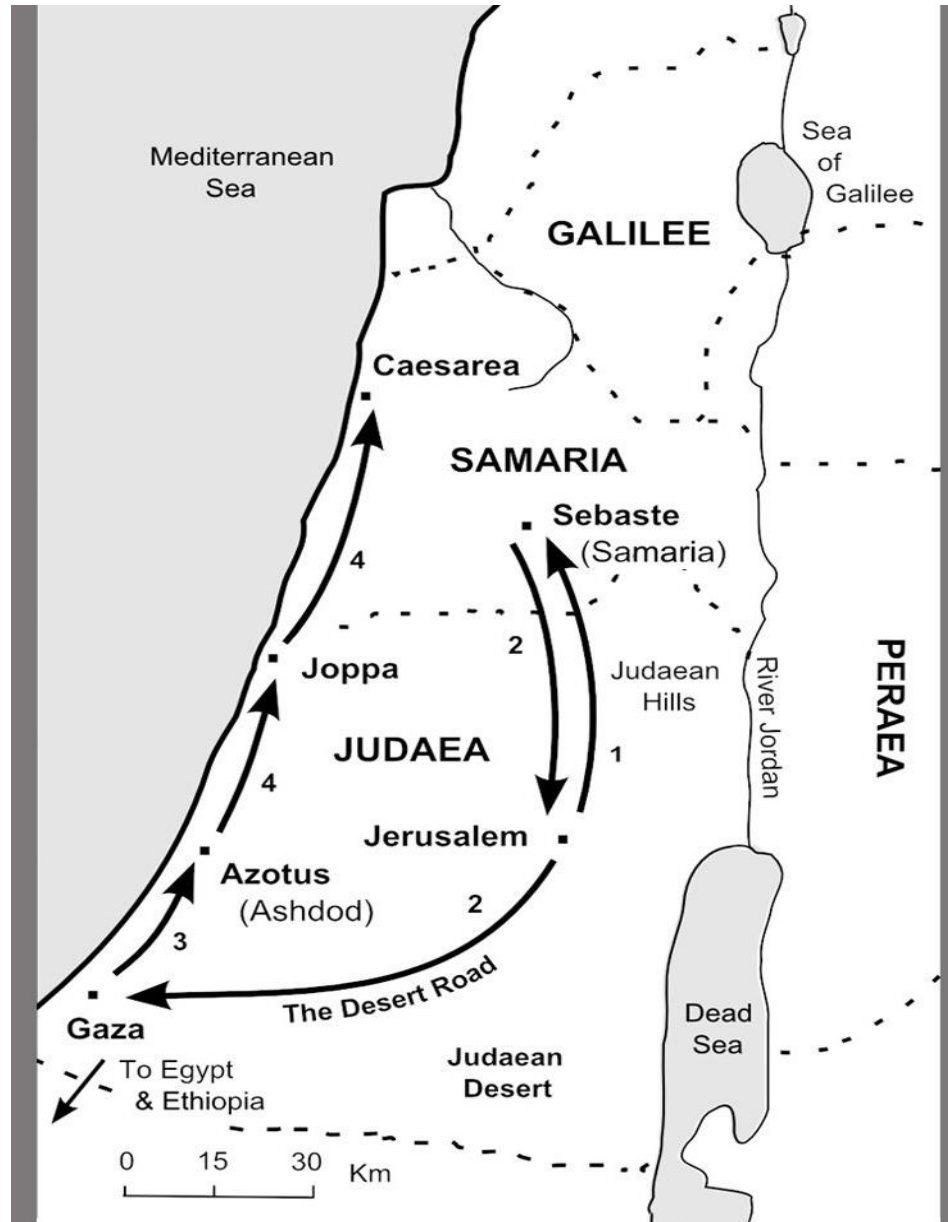 Mediterranean
Sea
Sea
of
Galilee
GALILEE
Caesarea
SAMARIA
Sebaste
(Samaria)
4
2
Judaean
Hills
River Jordan
PERAEA
Joppa
1
JUDAEA
4
Jerusalem
Azotus
(Ashdod)
2
3
The Desert Road
Dead
Sea
Gaza
To Egypt
& Ethiopia
Judaean
Desert
0 15 30
Km